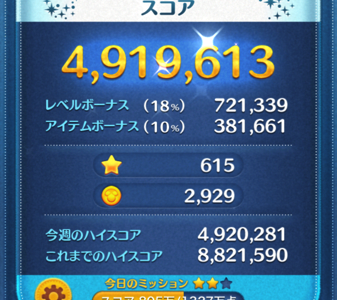 スコア
4,919,613
レベルボーナス (18%) 721,339
アイテムボーナス (10%) 381,661
615
2,929
今週のハイスコア 4,920,281
これまでのハイスコア 8,821,590
今日のミッション